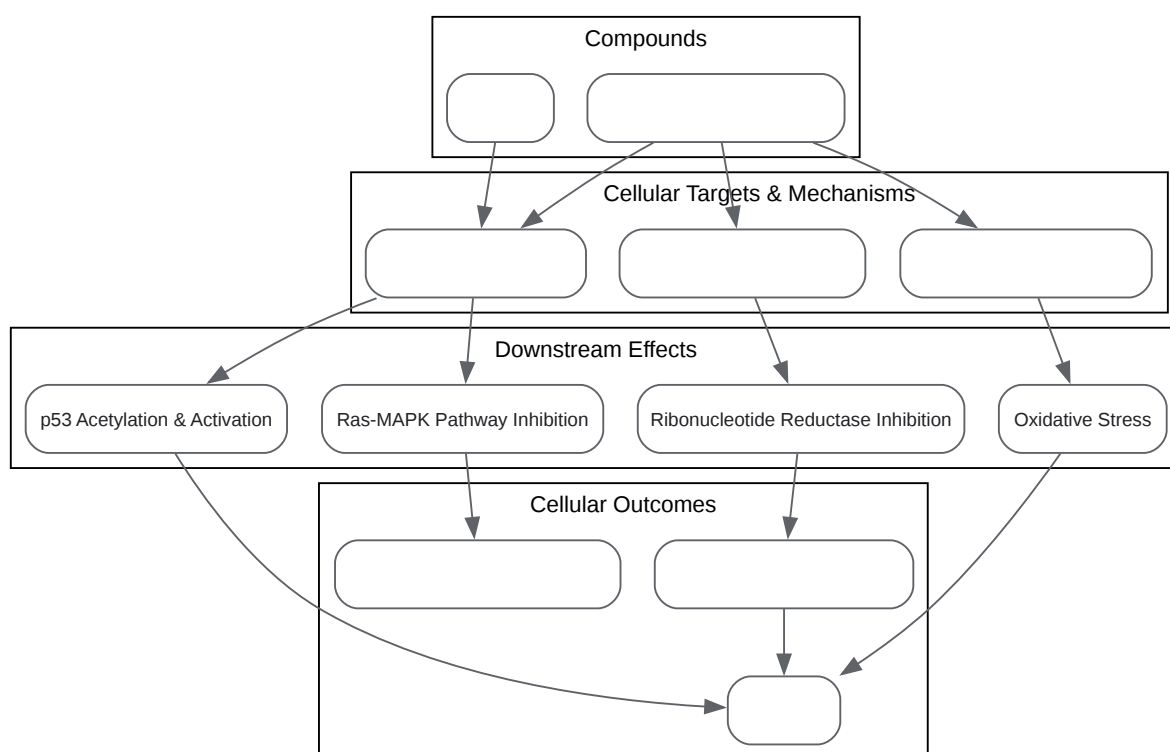 Compounds
Cellular Targets & Mechanisms
Downstream Effects
p53 Acetylation & Activation
Ras-MAPK Pathway Inhibition
Ribonucleotide Reductase Inhibition
Oxidative Stress
Cellular Outcomes